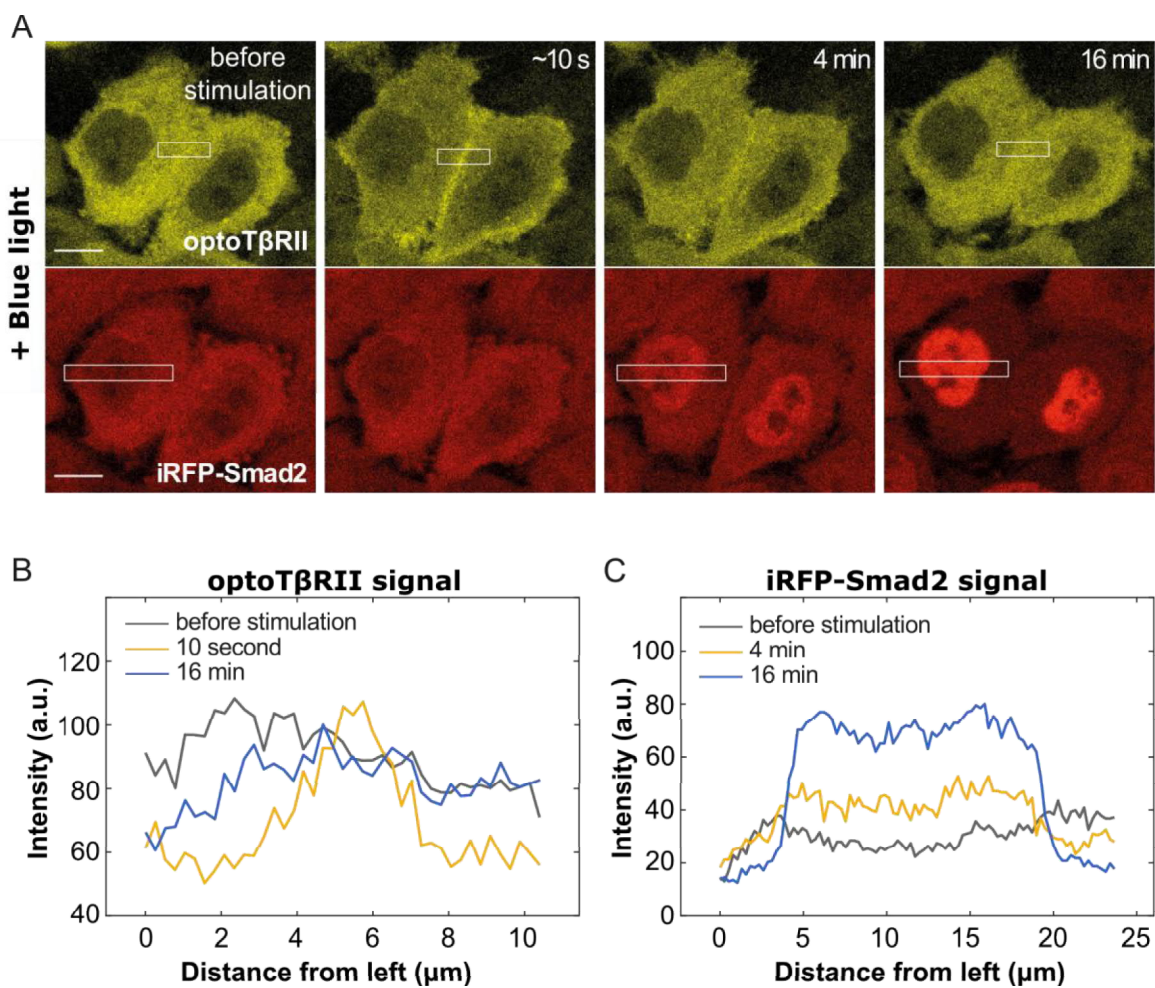 A
before
stimulation
~10 s
4 min
16 min
+ Blue light
optoTβRII
iRFP-Smad2
B
optoTβRII signal
before stimulation
10 second
16 min
Intensity (a.u.)
120
100
80
60
40
0
2
4
6
8
10
Distance from left (μm)
C
iRFP-Smad2 signal
before stimulation
4 min
16 min
Intensity (a.u.)
100
80
60
40
20
0
0
5
10
15
20
25
Distance from left (μm)